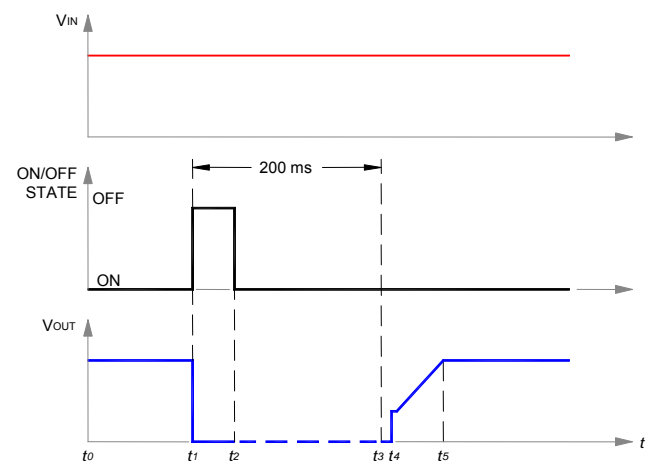 VIN
200 ms
ON/OFF
STATE
OFF
ON
VOUT
t0 t1 t2 t3 t4 t5 t